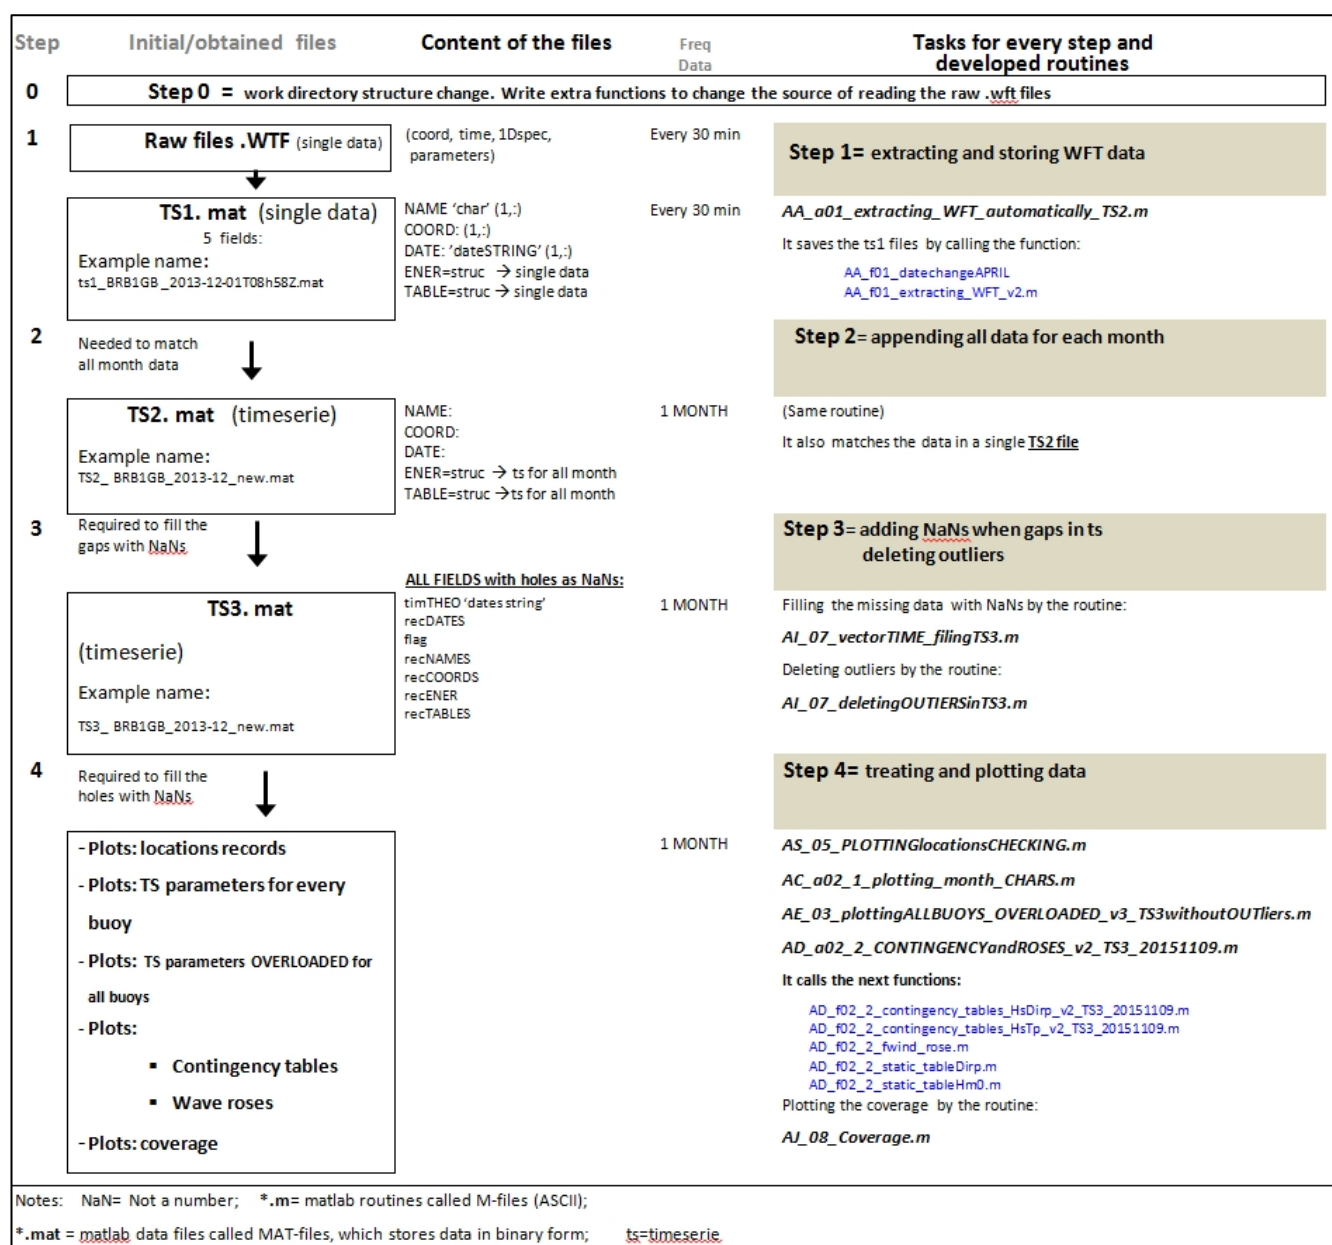 Step Initial/obtained files Content of the files Freq Data Tasks for every step and developed routines
0 Step 0 = work directory structure change. Write extra functions to change the source of reading the raw .wft files
1 Raw files .WTF (single data) (coord, time, 1Dspec, parameters) Every 30 min
Step 1= extracting and storing WFT data
TS1. mat (single data)
5 fields:
Example name:
ts1_BRB1GB_2013-12-01T08h58Z.mat
NAME 'char' (1,:)
COORD: (1,:)
DATE: 'dateSTRING' (1,:)
ENER=struc → single data
TABLE=struc → single data
Every 30 min
AA_a01_extracting_WFT_automatically_TS2.m
It saves the ts1 files by calling the function:
AA_f01_datechangeAPRIL
AA_f01_extracting_WFT_v2.m
2 Needed to match
all month data
Step 2= appending all data for each month
TS2. mat (timeserie)
Example name:
TS2_ BRB1GB_2013-12_new.mat
NAME:
COORD:
DATE:
ENER=struc → ts for all month
TABLE=struc →ts for all month
1 MONTH
(Same routine)
It also matches the data in a single TS2 file
3 Required to fill the
gaps with NaNs
Step 3= adding NaNs when gaps in ts
deleting outliers
TS3. mat
(timeserie)
Example name:
TS3_ BRB1GB_2013-12_new.mat
ALL FIELDS with holes as NaNs:
timTHEO 'dates string'
recDATES
flag
recNAMES
recCOORDS
recENER
recTABLES
1 MONTH
Filling the missing data with NaNs by the routine:
AI_07_vectorTIME_filingTS3.m
Deleting outliers by the routine:
AI_07_deletingOUTIERSinTS3.m
4 Required to fill the
holes with NaNs
Step 4= treating and plotting data
- Plots: locations records
- Plots: TS parameters for every
buoy
- Plots: TS parameters OVERLOADED for
all buoys
- Plots:
▪ Contingency tables
▪ Wave roses
- Plots: coverage
1 MONTH
AS_05_PLOTTINGlocationsCHECKING.m
AC_a02_1_plotting_month_CHARS.m
AE_03_plottingALLBUOYS_OVERLOADED_v3_TS3withoutOUTliers.m
AD_a02_2_CONTINGENCYandROSES_v2_TS3_20151109.m
It calls the next functions:
AD_f02_2_contingency_tables_HsDirp_v2_TS3_20151109.m
AD_f02_2_contingency_tables_HsTp_v2_TS3_20151109.m
AD_f02_2_fwind_rose.m
AD_f02_2_static_tableDirp.m
AD_f02_2_static_tableHm0.m
Plotting the coverage by the routine:
AJ_08_Coverage.m
Notes: NaN= Not a number; *.m= matlab routines called M-files (ASCII);
*.mat = matlab data files called MAT-files, which stores data in binary form; ts=timeserie